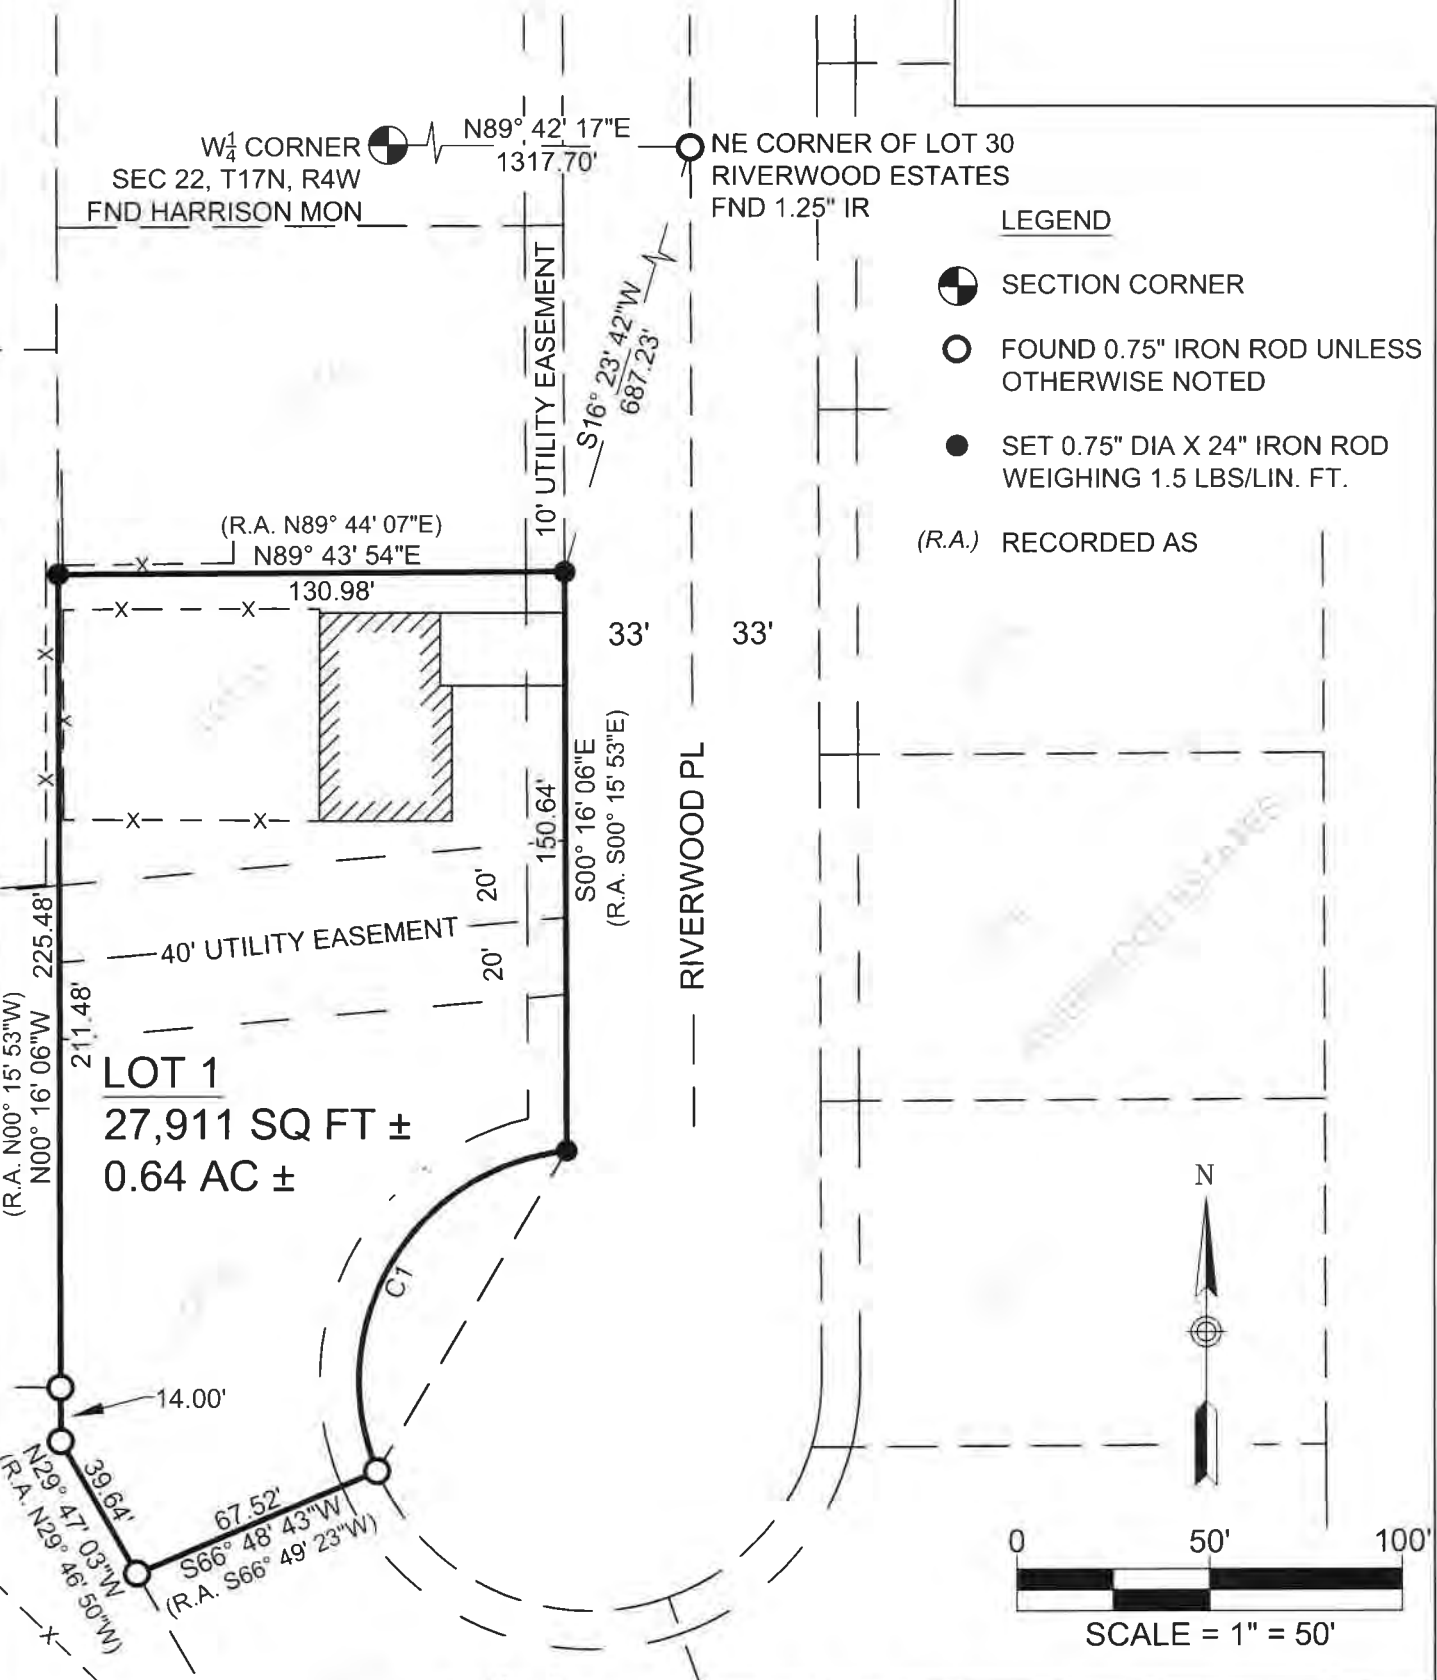 W¼ CORNER
SEC 22, T17N, R4W
FND HARRISON MON
N89° 42' 17"E
1317.70'
NE CORNER OF LOT 30
RIVERWOOD ESTATES
FND 1.25" IR
LEGEND
SECTION CORNER
FOUND 0.75" IRON ROD UNLESS
OTHERWISE NOTED
SET 0.75" DIA X 24" IRON ROD
WEIGHING 1.5 LBS/LIN. FT.
(R.A.) RECORDED AS
10' UTILITY EASEMENT
S16° 23' 42"W
687.23'
(R.A. N89° 44' 07"E)
N89° 43' 54"E
130.98'
X
X
X
X
X
X
X
X
33'
33'
150.64'
S00° 16' 06"E
(R.A. S00° 15' 53"E)
RIVERWOOD PL
20'
40' UTILITY EASEMENT
20'
225.48'
211.48'
(R.A. N00° 15' 53"W)
N00° 16' 06"W
LOT 1
27,911 SQ FT ±
0.64 AC ±
C1
14.00'
39.64'
N29° 47' 03"W
(R.A. N29° 46' 50"W)
67.52'
S66° 48' 43"W
(R.A. S66° 49' 23"W)
X
N
0 50' 100'
SCALE = 1" = 50'